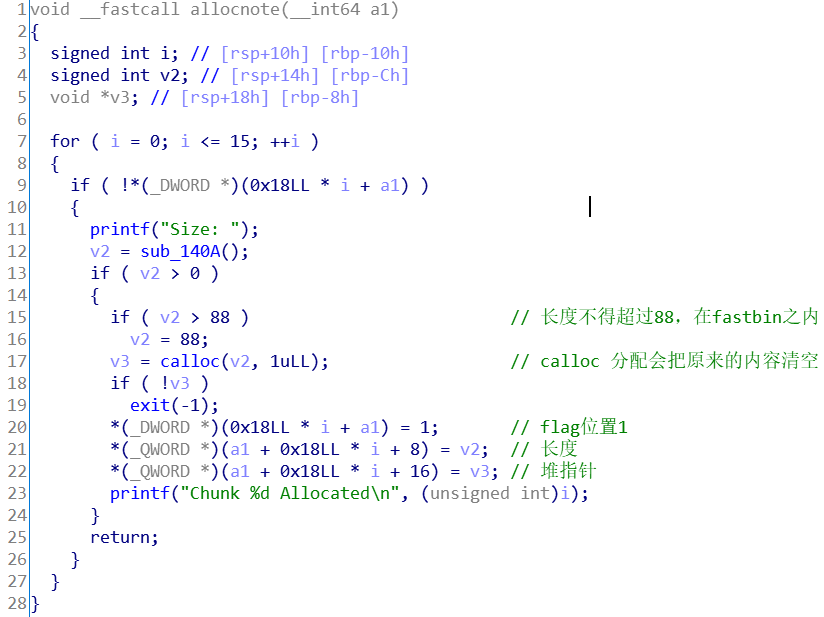 1 void __fastcall allocnote(__int64 a1)
2 {
3 signed int i; // [rsp+10h] [rbp-10h]
4 signed int v2; // [rsp+14h] [rbp-Ch]
5 void *v3; // [rsp+18h] [rbp-8h]
6
7 for ( i = 0; i <= 15; ++i )
8 {
9 if ( !*(_DWORD *)(0x18LL * i + a1) )
10 {
11 printf("Size: ");
12 v2 = sub_140A();
13 if ( v2 > 0 )
14 {
15 if ( v2 > 88 ) // 长度不得超过88，在fastbin之内
16 v2 = 88;
17 v3 = calloc(v2, 1uLL); // calloc 分配会把原来的内容清空
18 if ( !v3 )
19 exit(-1);
20 *(_DWORD *)(0x18LL * i + a1) = 1; // flag位置1
21 *(_QWORD *)(a1 + 0x18LL * i + 8) = v2; // 长度
22 *(_QWORD *)(a1 + 0x18LL * i + 16) = v3; // 堆指针
23 printf("Chunk %d Allocated\n", (unsigned int)i);
24 }
25 return;
26 }
27 }
28 }